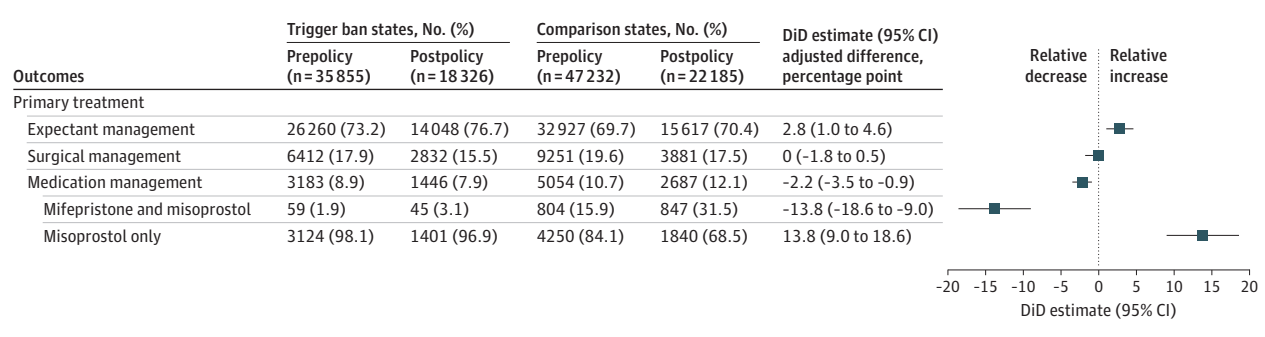 Trigger ban states, No. (%) Comparison states, No. (%) DiD estimate (95% CI) adjusted difference, percentage point
Outcomes Prepolicy (n = 35 855) Postpolicy (n = 18 326) Prepolicy (n = 47 232) Postpolicy (n = 22 185) Relative decrease Relative increase
Primary treatment
Expectant management 26 260 (73.2) 14 048 (76.7) 32 927 (69.7) 15 617 (70.4) 2.8 (1.0 to 4.6)
Surgical management 6412 (17.9) 2832 (15.5) 9251 (19.6) 3881 (17.5) 0 (-1.8 to 0.5)
Medication management 3183 (8.9) 1446 (7.9) 5054 (10.7) 2687 (12.1) -2.2 (-3.5 to -0.9)
Mifepristone and misoprostol 59 (1.9) 45 (3.1) 804 (15.9) 847 (31.5) -13.8 (-18.6 to -9.0)
Misoprostol only 3124 (98.1) 1401 (96.9) 4250 (84.1) 1840 (68.5) 13.8 (9.0 to 18.6)
-20 -15 -10 -5 0 5 10 15 20
DiD estimate (95% CI)